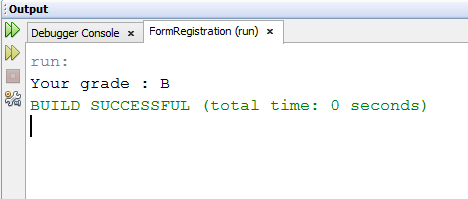 Output
Debugger Console × FormRegistration (run) ×
run:
Your grade : B
BUILD SUCCESSFUL (total time: 0 seconds)